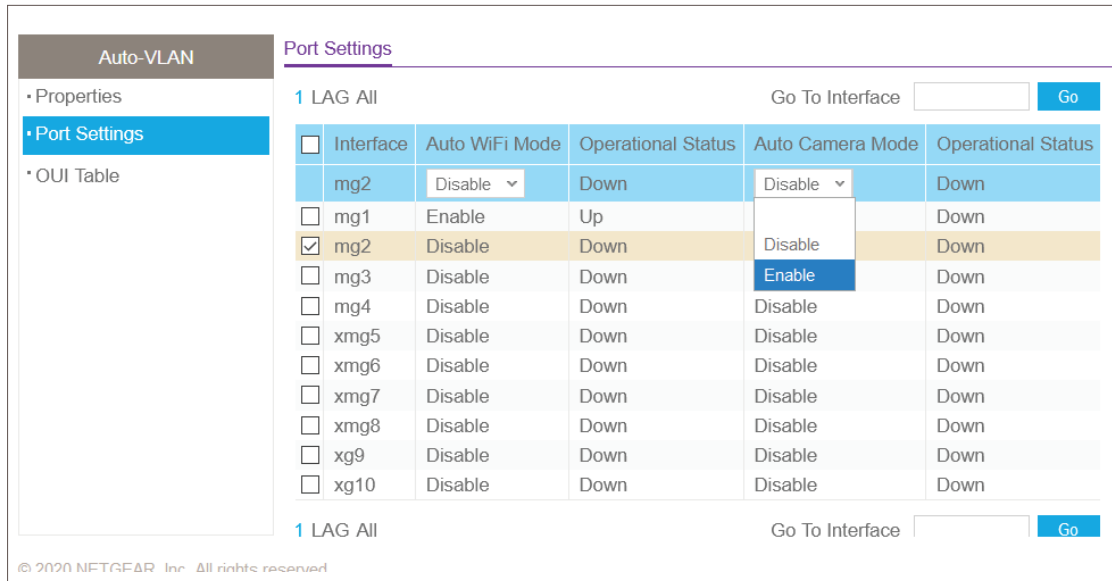 Auto-VLAN
Properties
Port Settings
OUI Table
Port Settings
1 LAG All Go To Interface Go
Interface Auto WiFi Mode Operational Status Auto Camera Mode Operational Status
mg2 Disable Down Disable Down
mg1 Enable Up Down
mg2 Disable Down Disable Down
mg3 Disable Down Enable Down
mg4 Disable Down Disable Down
xmg5 Disable Down Disable Down
xmg6 Disable Down Disable Down
xmg7 Disable Down Disable Down
xmg8 Disable Down Disable Down
xg9 Disable Down Disable Down
xg10 Disable Down Disable Down
1 LAG All Go To Interface Go
© 2020 NETGEAR, Inc. All rights reserved